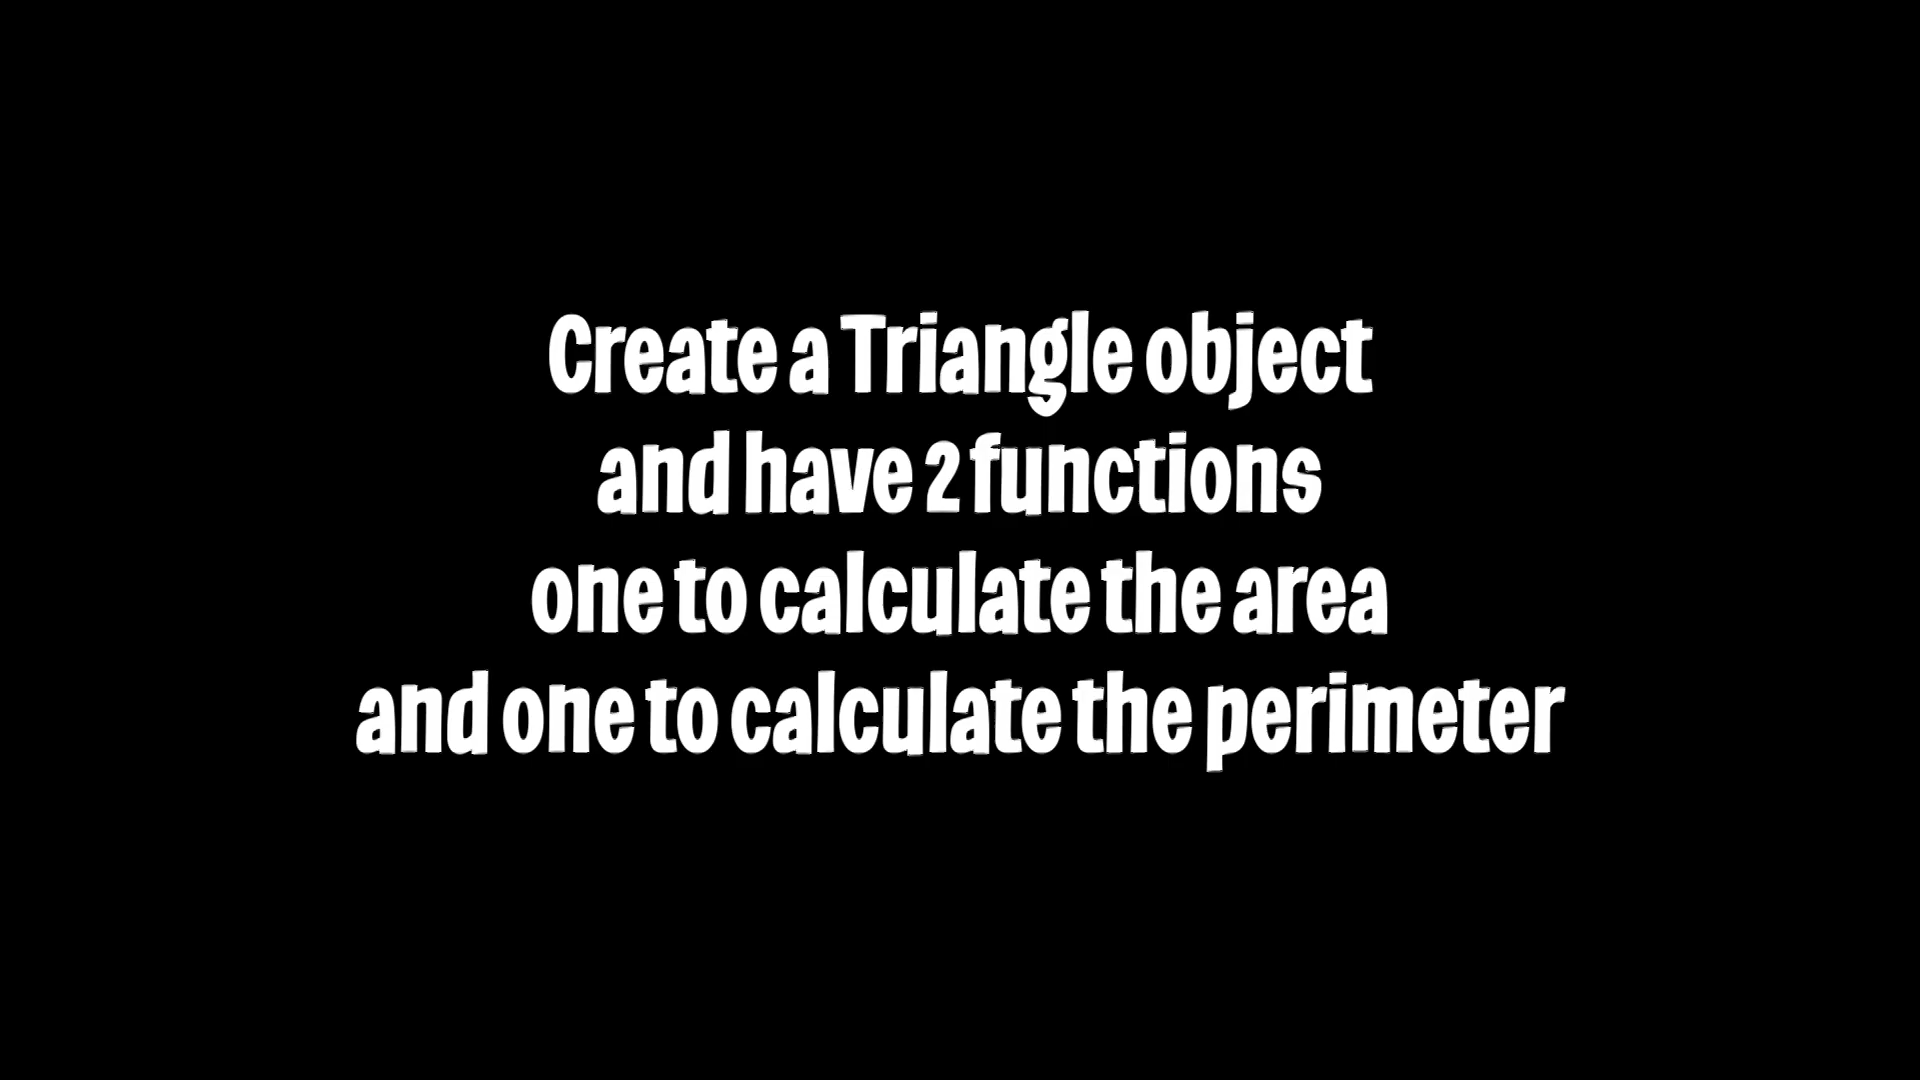 Create a Triangle object
and have 2 functions
one to calculate the area
and one to calculate the perimeter